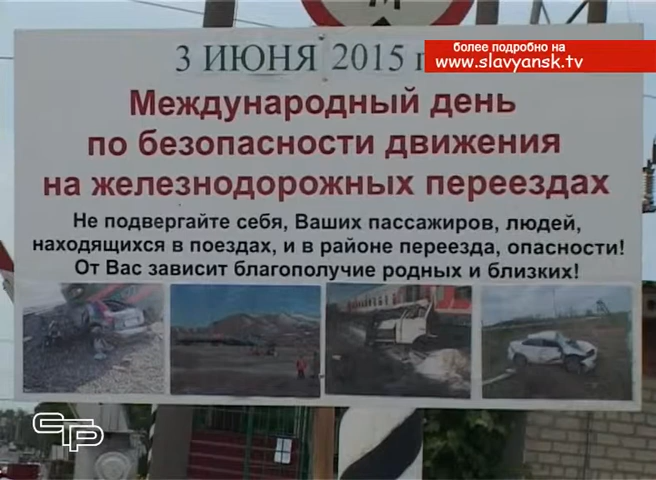 более подробно на
3 ИЮНЯ 2015 г
www.slavyansk.tv
Международный день
по безопасности движения
на железнодорожных переездах
Не подвергайте себя, Ваших пассажиров, людей,
находящихся в поездах, и в районе переезда, опасности!
От Вас зависит благополучие родных и близких!
СТР